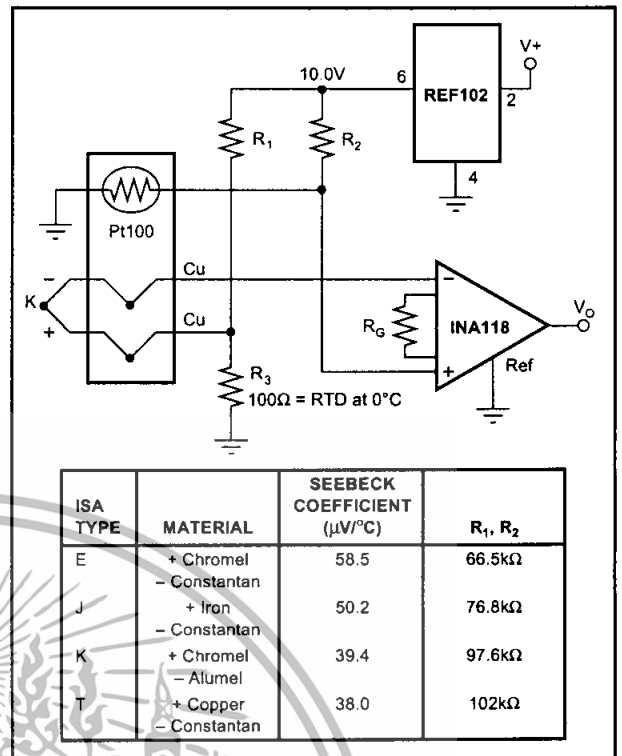 V+
10.0V
6
REF102
2
R1
R2
4
Pt100
Cu
−
K
Cu
+
−
RG
INA118
VO
+
Ref
R3
100Ω = RTD at 0°C
ISA TYPE
MATERIAL
SEEBECK COEFFICIENT (µV/°C)
R1, R2
E
+ Chromel
− Constantan
58.5
66.5kΩ
J
+ Iron
− Constantan
50.2
76.8kΩ
K
+ Chromel
− Alumel
39.4
97.6kΩ
T
+ Copper
− Constantan
38.0
102kΩ